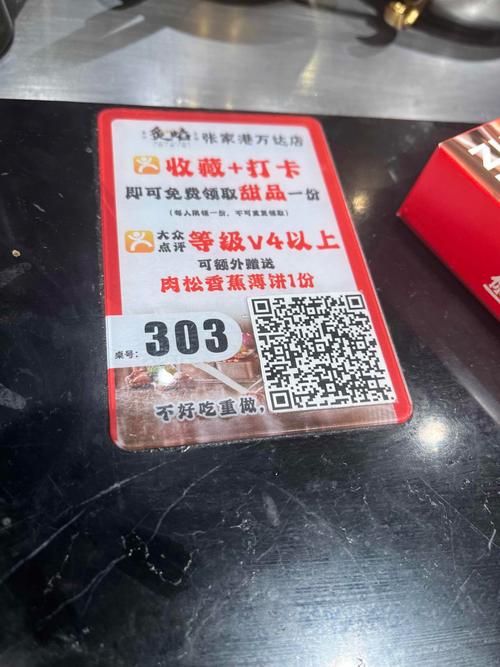 炙焰 张家港万达店
收藏+打卡
即可免费领取甜品一份
(每人限领一份,不可重复领取)
大众点评 等级V4以上
可额外赠送
肉松香蕉薄饼1份
桌号: 303
不好吃重做,